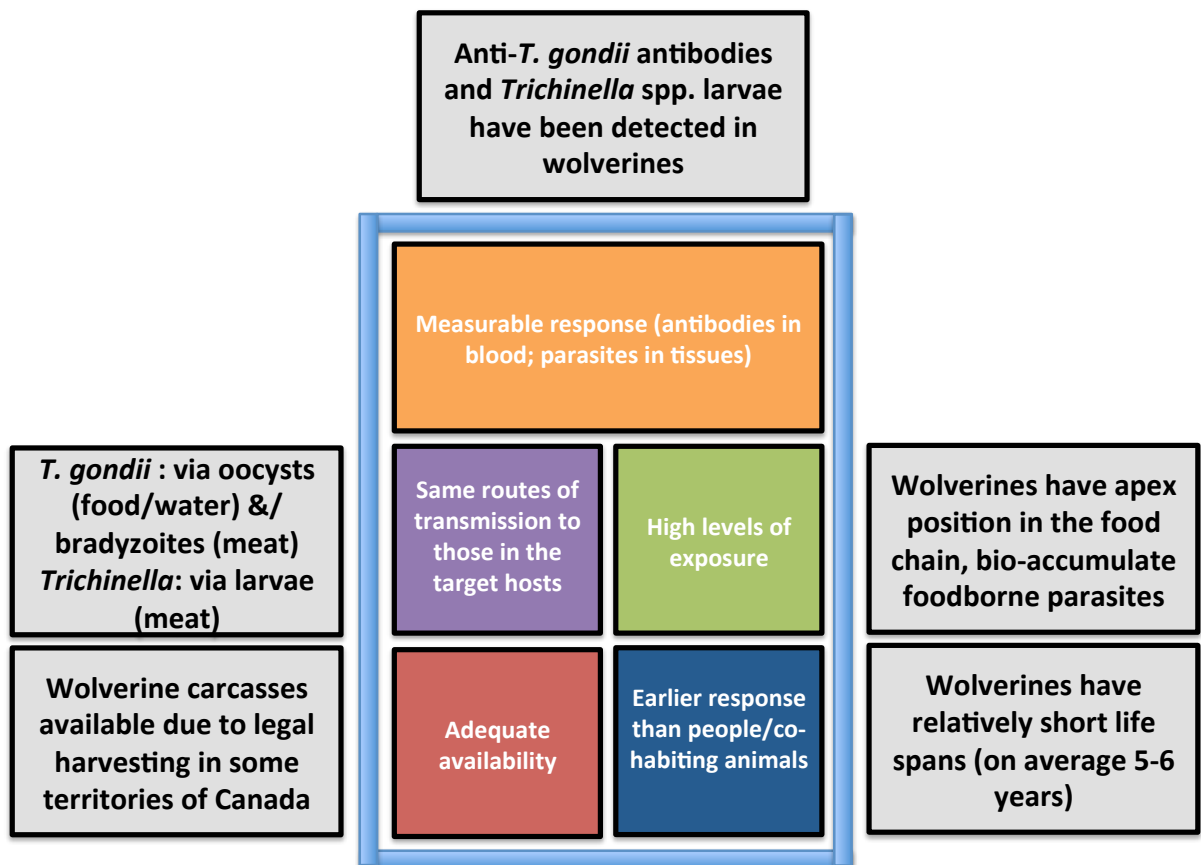 Anti-T. gondii antibodies
and Trichinella spp. larvae
have been detected in
wolverines
Measurable response (antibodies in
blood; parasites in tissues)
T. gondii : via oocysts
(food/water) &/
bradyzoites (meat)
Trichinella: via larvae
(meat)
Same routes of
transmission to
those in the
target hosts
High levels of
exposure
Wolverines have apex
position in the food
chain, bio-accumulate
foodborne parasites
Wolverine carcasses
available due to legal
harvesting in some
territories of Canada
Adequate
availability
Earlier response
than people/co-
habiting animals
Wolverines have
relatively short life
spans (on average 5-6
years)